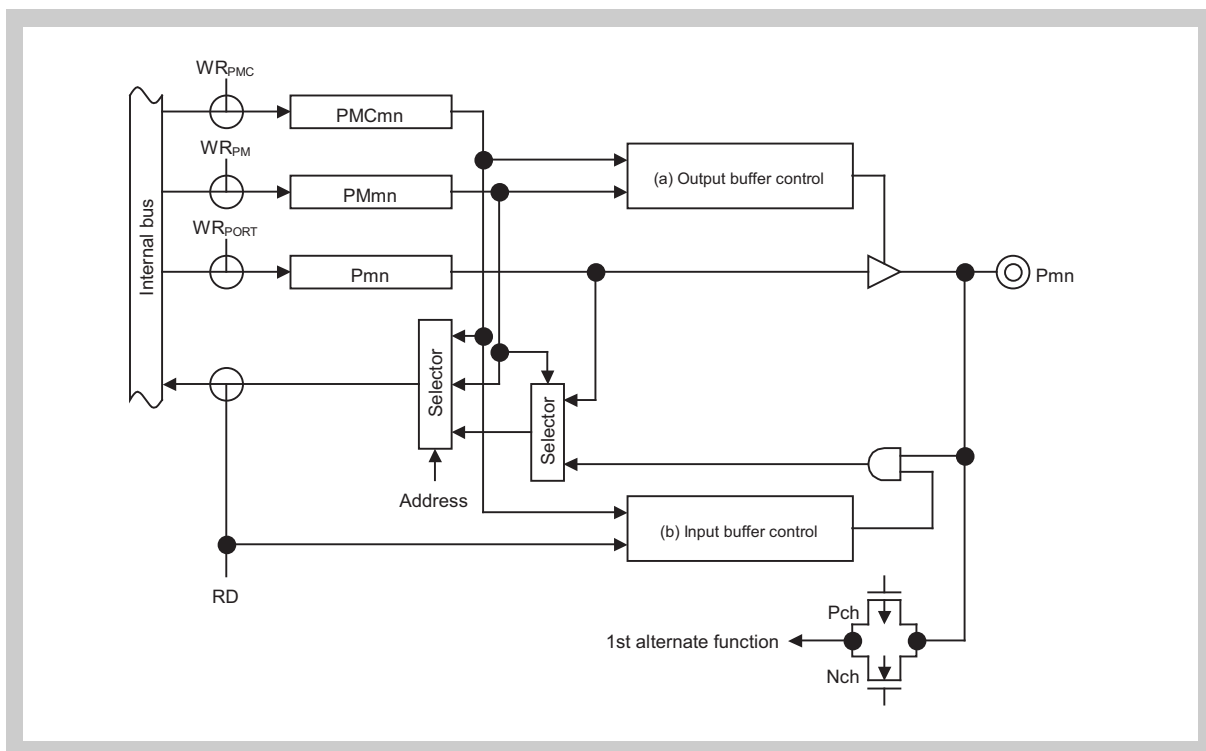 WRPMC
PMCmn
WRPM
PMmn
(a) Output buffer control
WRPORT
Pmn
Pmn
Internal bus
Selector
Selector
Address
(b) Input buffer control
RD
Pch
1st alternate function
Nch